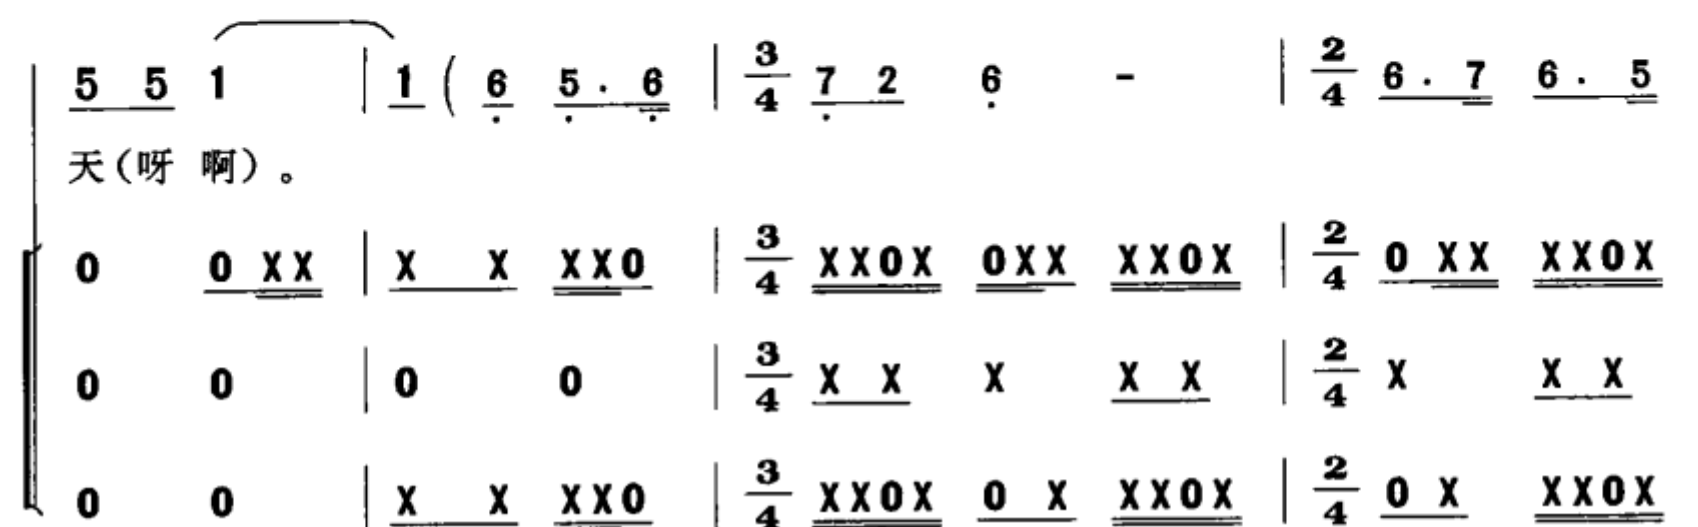 5 5 1 | 1 ( 6 5 . 6 | 3/4 7 2 6 - | 2/4 6 . 7 6 . 5
天(呀 啊)。
0 0 X X | X X X X 0 | 3/4 X X 0 X 0 X X X X 0 X | 2/4 0 X X X X 0 X
0 0 | 0 0 | 3/4 X X X X X | 2/4 X X X
0 0 | X X X X 0 | 3/4 X X 0 X 0 X X X 0 X | 2/4 0 X X X 0 X